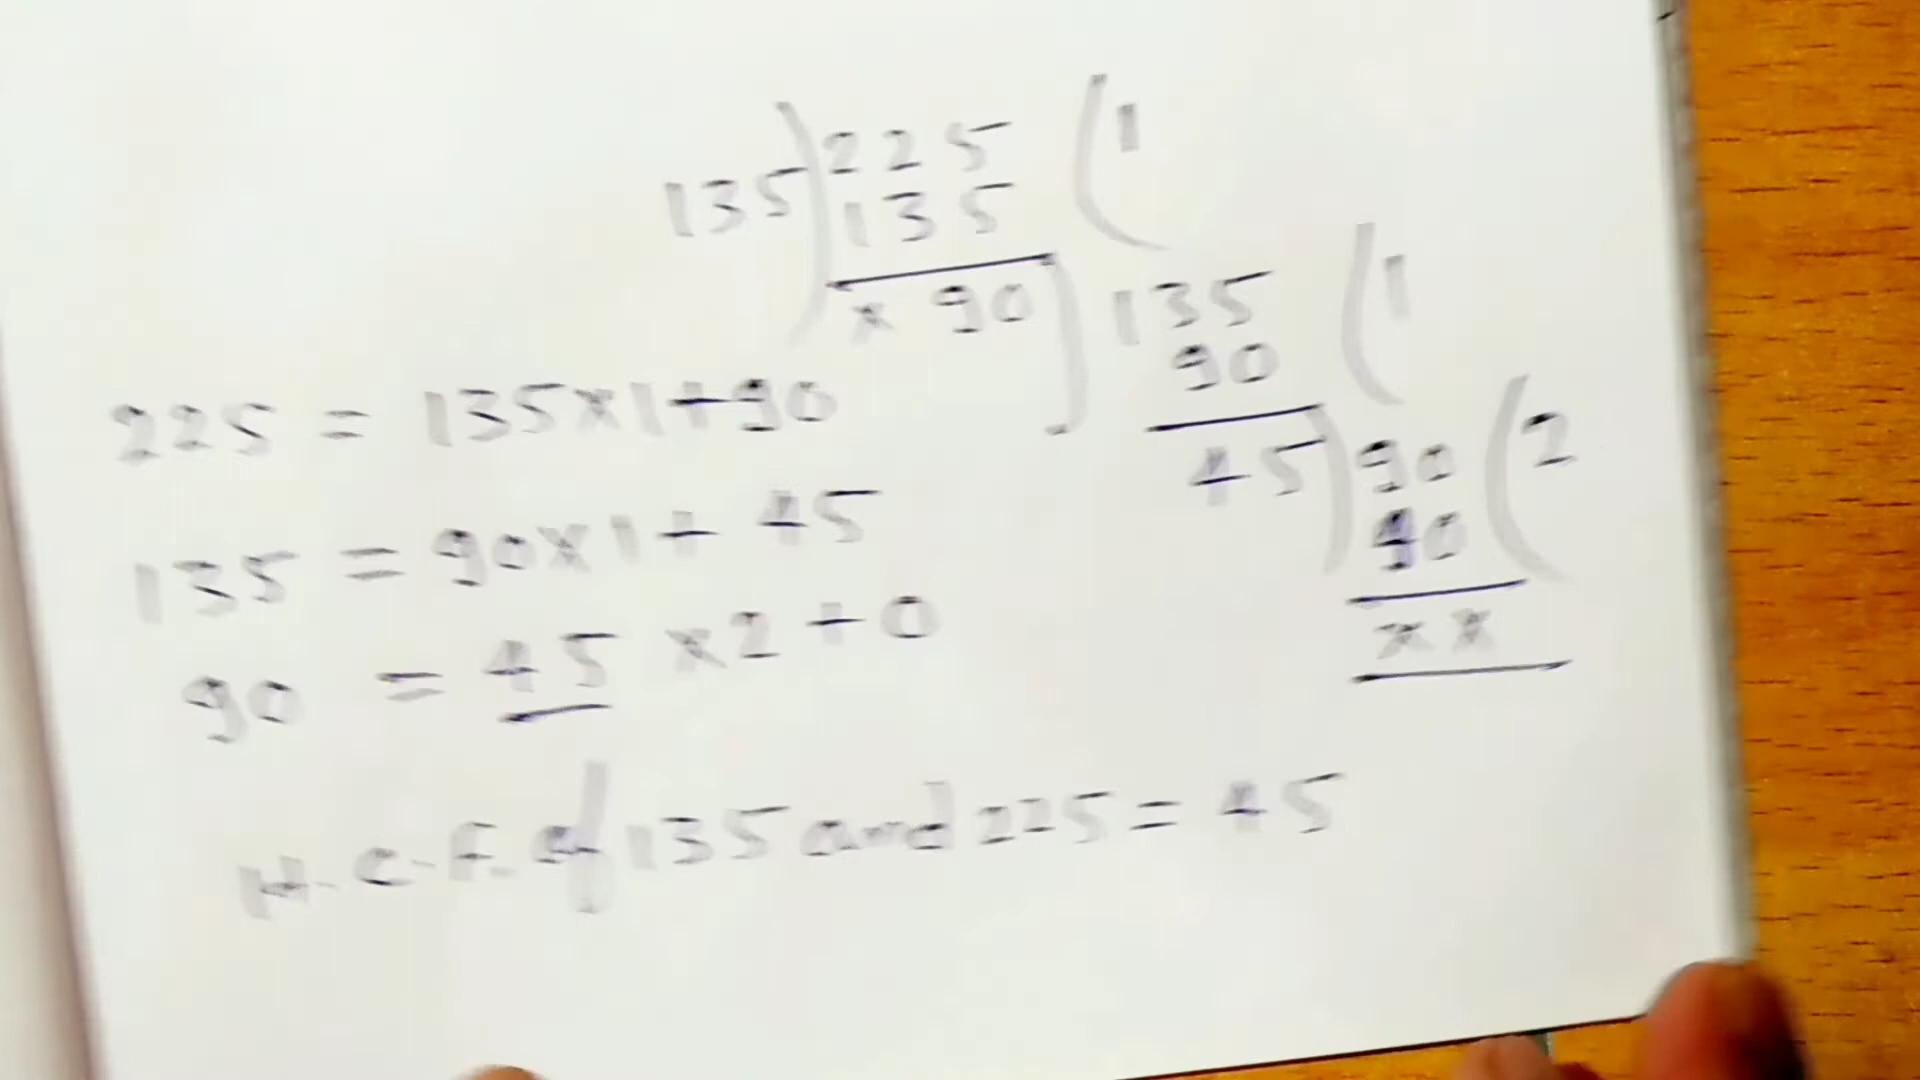 135)225(1
135
x 90)135(1
90
45)90(2
90
x x
225 = 135x1+90
135 = 90x1+ 45
90 = 45 x2+0
H.C.F. of 135 and 225 = 45